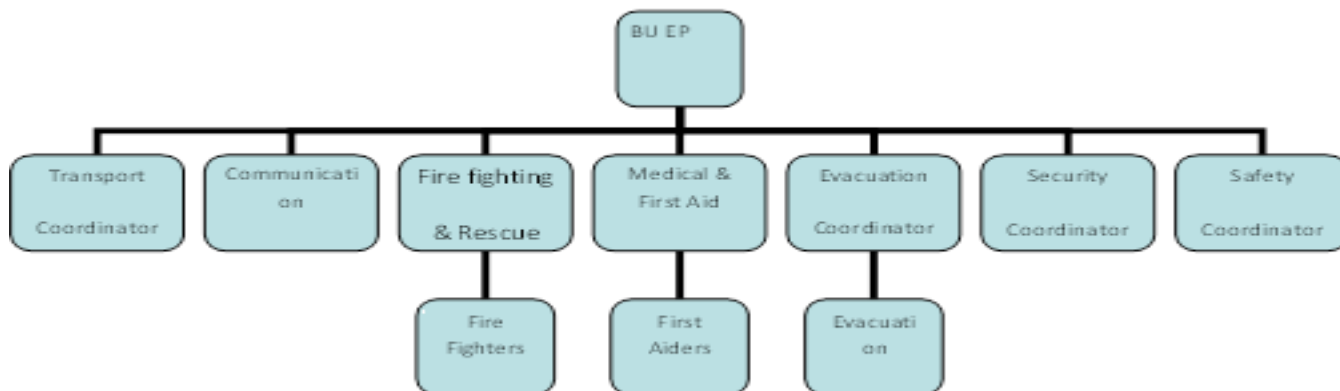 BU EP
Transport
Coordinator
Communicati
on
Fire fighting
& Rescue
Medical &
First Aid
Evacuation
Coordinator
Security
Coordinator
Safety
Coordinator
Fire
Fighters
First
Aiders
Evacuati
on